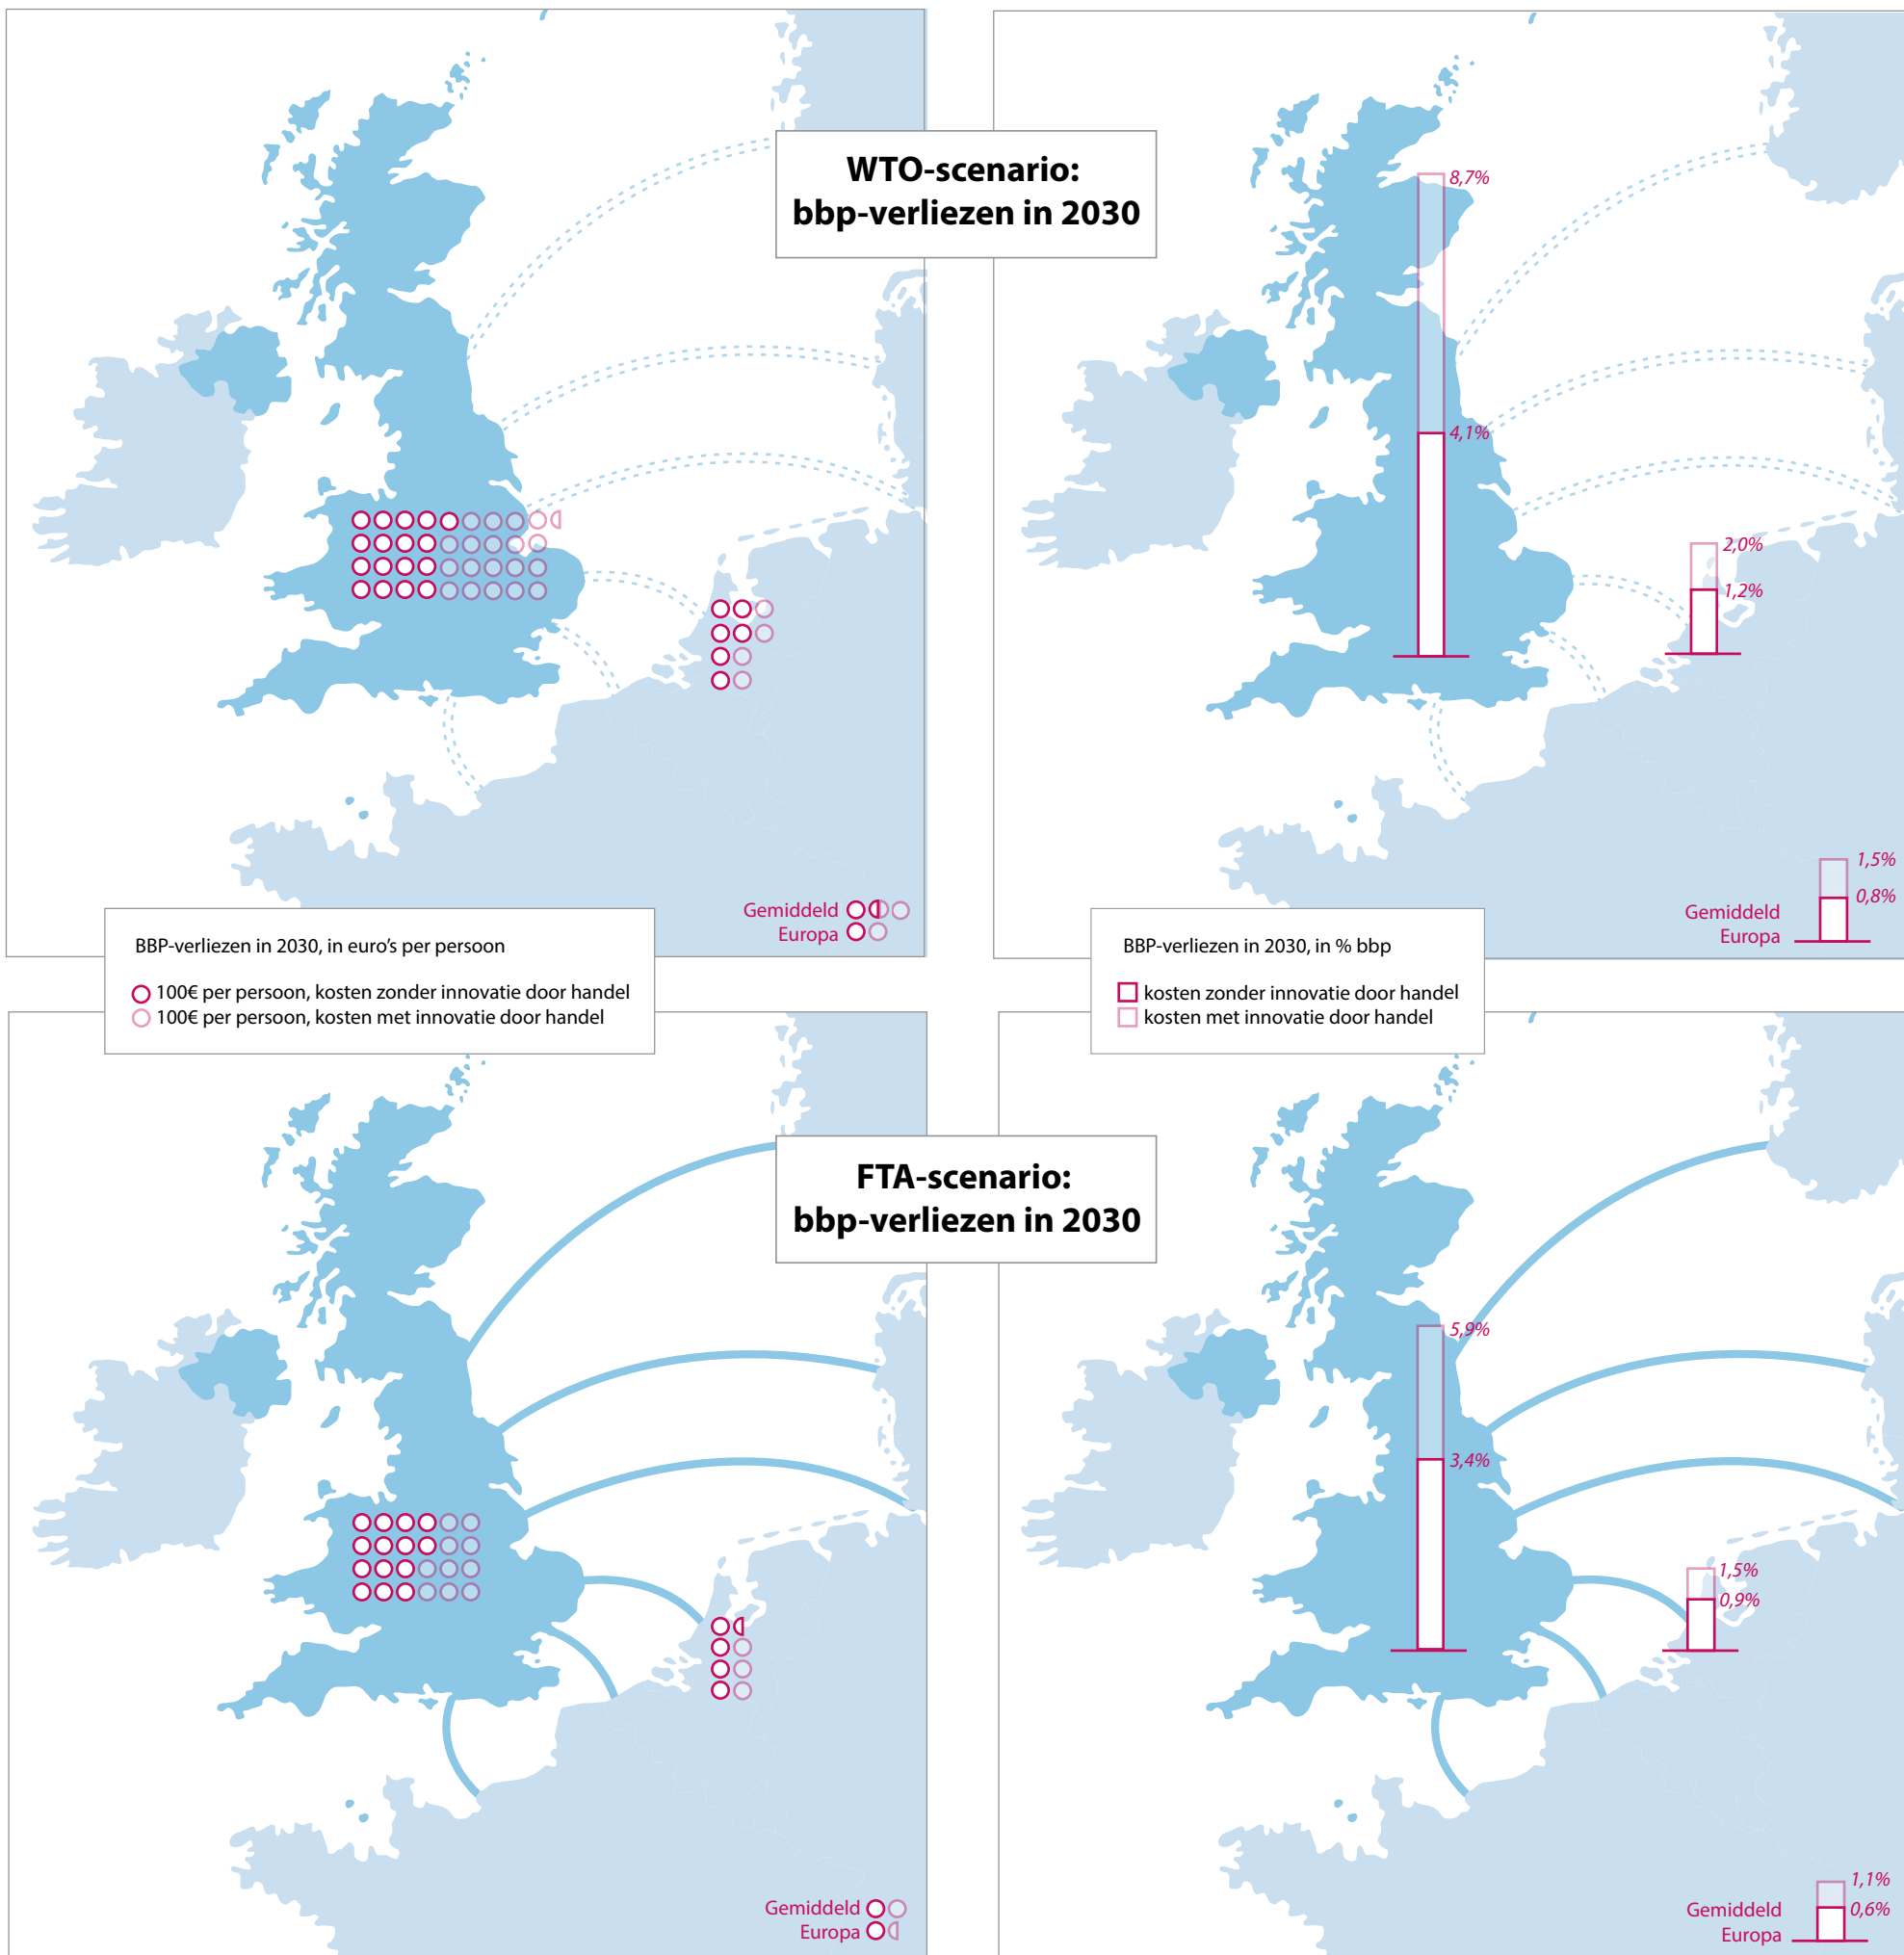 WTO-scenario:
bbp-verliezen in 2030
8,7%
4,1%
2,0%
1,2%
1,5%
0,8%
Gemiddeld
Europa
Gemiddeld
Europa
BBP-verliezen in 2030, in euro's per persoon
100€ per persoon, kosten zonder innovatie door handel
100€ per persoon, kosten met innovatie door handel
BBP-verliezen in 2030, in % bbp
kosten zonder innovatie door handel
kosten met innovatie door handel
FTA-scenario:
bbp-verliezen in 2030
5,9%
3,4%
1,5%
0,9%
Gemiddeld
Europa
1,1%
0,6%
Gemiddeld
Europa